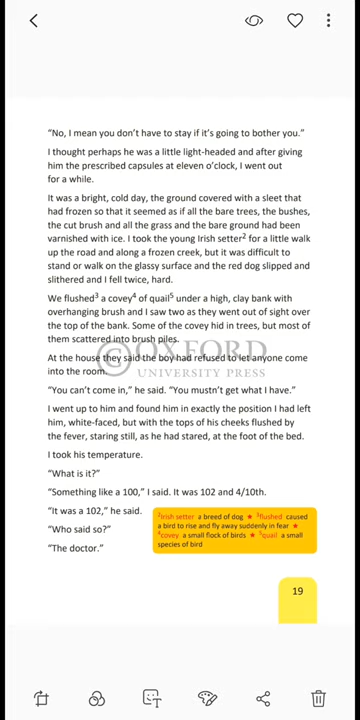 “No, I mean you don’t have to stay if it’s going to bother you.”
I thought perhaps he was a little light-headed and after giving
him the prescribed capsules at eleven o’clock, I went out
for a while.
It was a bright, cold day, the ground covered with a sleet that
had frozen so that it seemed as if all the bare trees, the bushes,
the cut brush and all the grass and the bare ground had been
varnished with ice. I took the young Irish setter² for a little walk
up the road and along a frozen creek, but it was difficult to
stand or walk on the glassy surface and the red dog slipped and
slithered and I fell twice, hard.
We flushed³ a covey⁴ of quail⁵ under a high, clay bank with
overhanging brush and I saw two as they went out of sight over
the top of the bank. Some of the covey hid in trees, but most of
them scattered into brush piles.
© OXFORD
UNIVERSITY PRESS
At the house they said the boy had refused to let anyone come
into the room.
“You can’t come in,” he said. “You mustn’t get what I have.”
I went up to him and found him in exactly the position I had left
him, white-faced, but with the tops of his cheeks flushed by
the fever, staring still, as he had stared, at the foot of the bed.
I took his temperature.
“What is it?”
“Something like a 100,” I said. It was 102 and 4/10th.
“It was a 102,” he said.
“Who said so?”
“The doctor.”
²Irish setter a breed of dog ★ ³flushed caused
a bird to rise and fly away suddenly in fear ★
⁴covey a small flock of birds ★ ⁵quail a small
species of bird
19